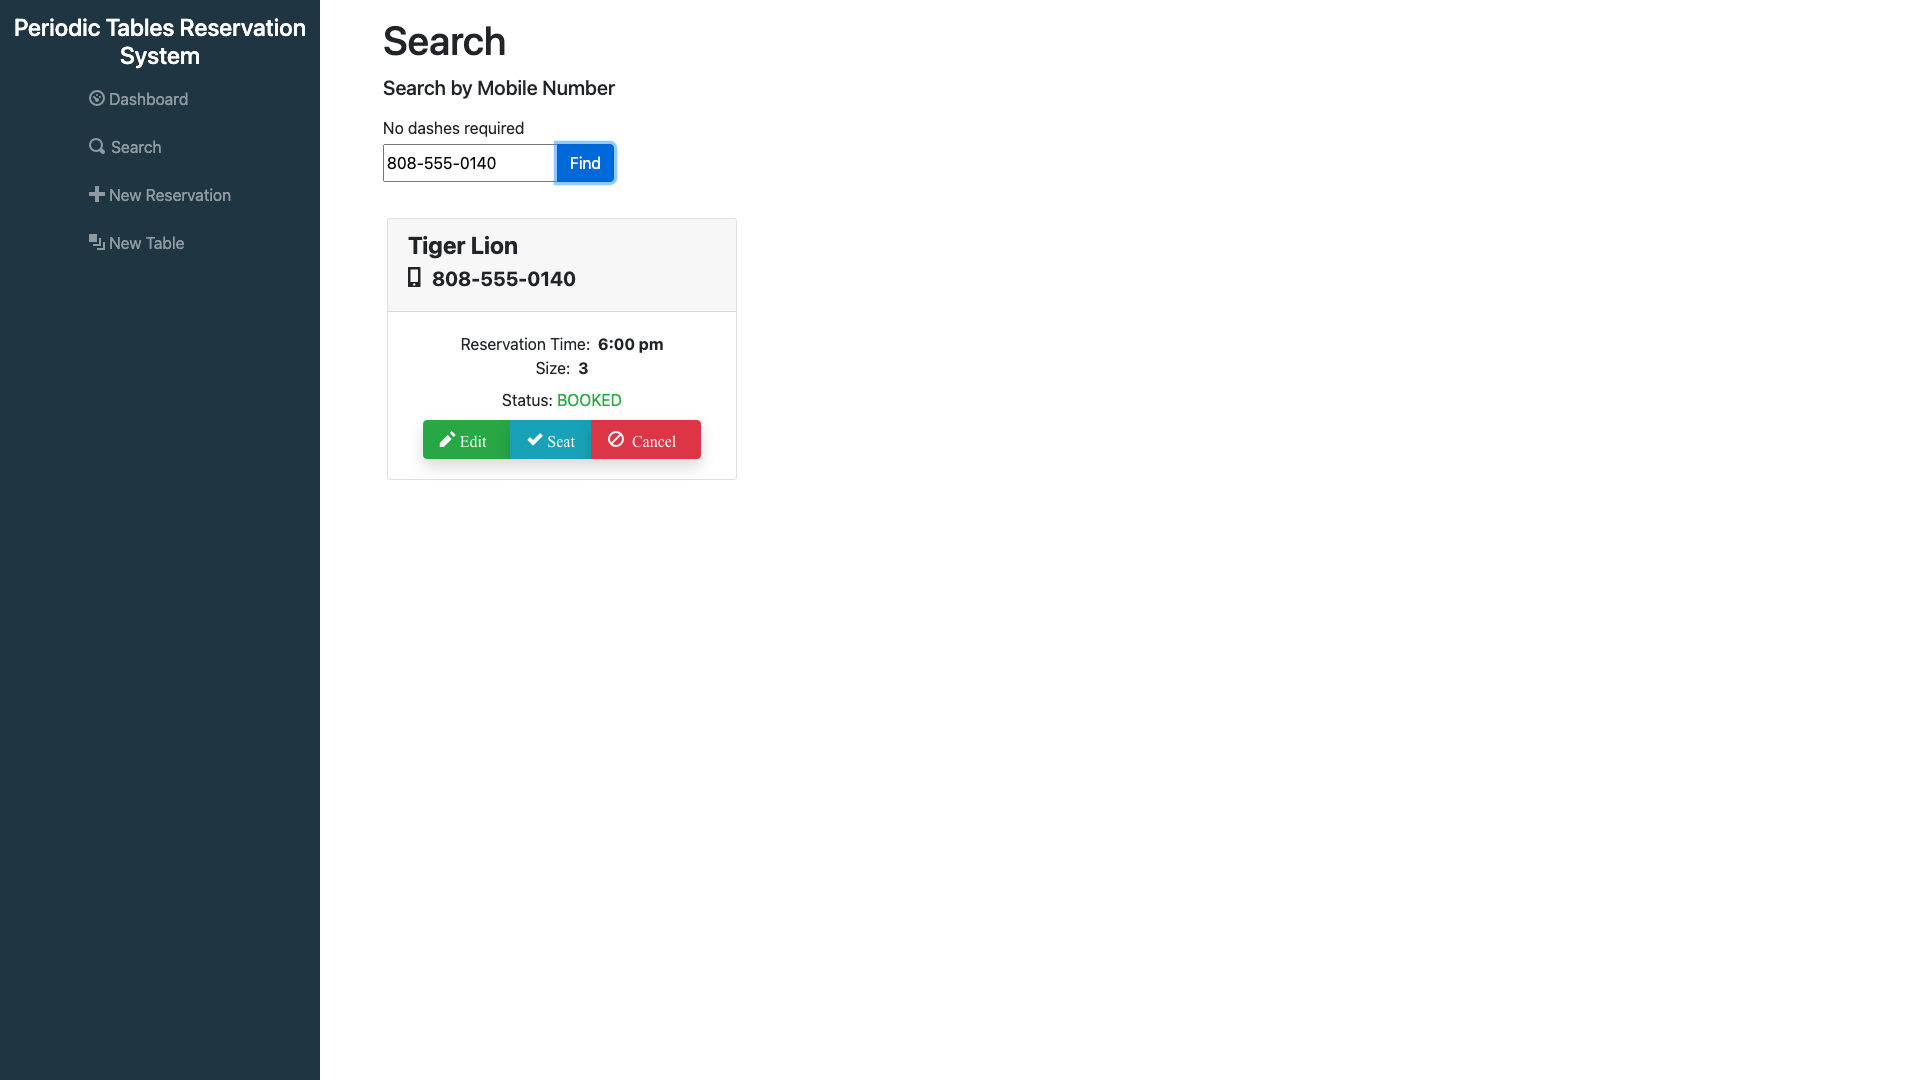 Periodic Tables Reservation
System
Dashboard
Search
New Reservation
New Table
Search
Search by Mobile Number
No dashes required
808-555-0140 Find
Tiger Lion
808-555-0140
Reservation Time: 6:00 pm
Size: 3
Status: BOOKED
Edit Seat Cancel